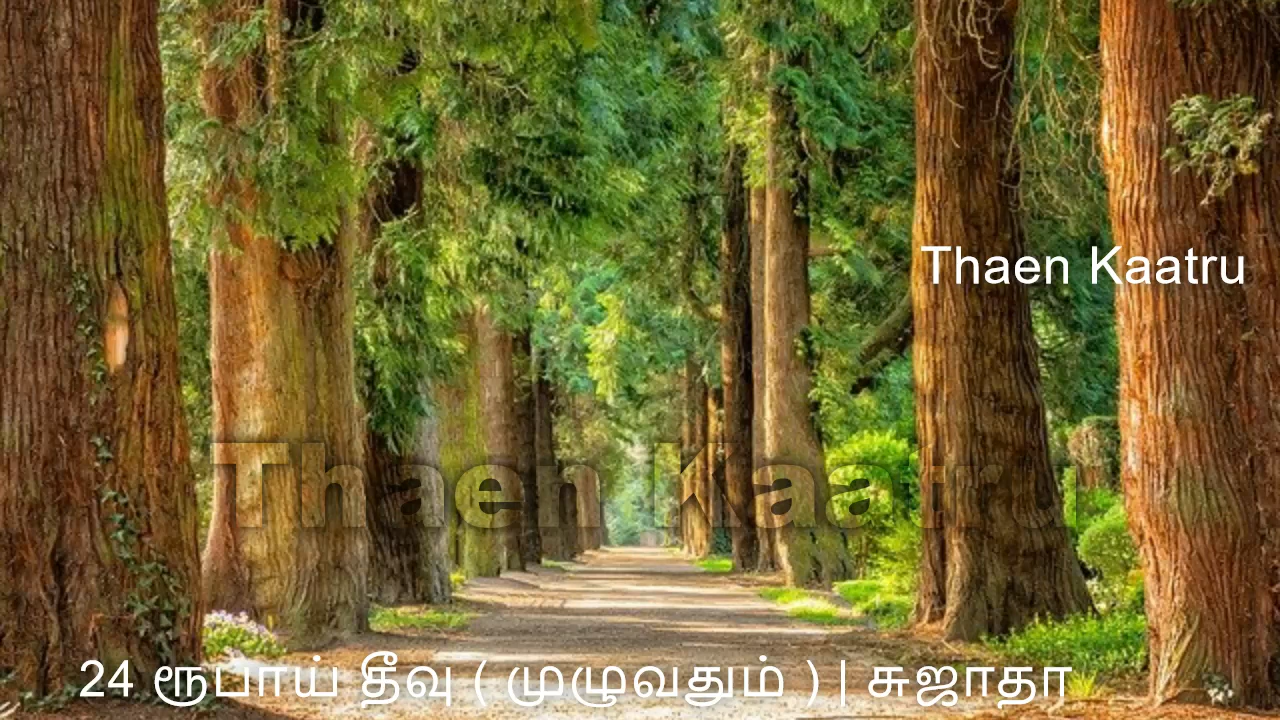 Thaen Kaatru
Thaen Kaatru
24 ரூபாய் தீவு ( முழுவதும் ) | சுஜாதா